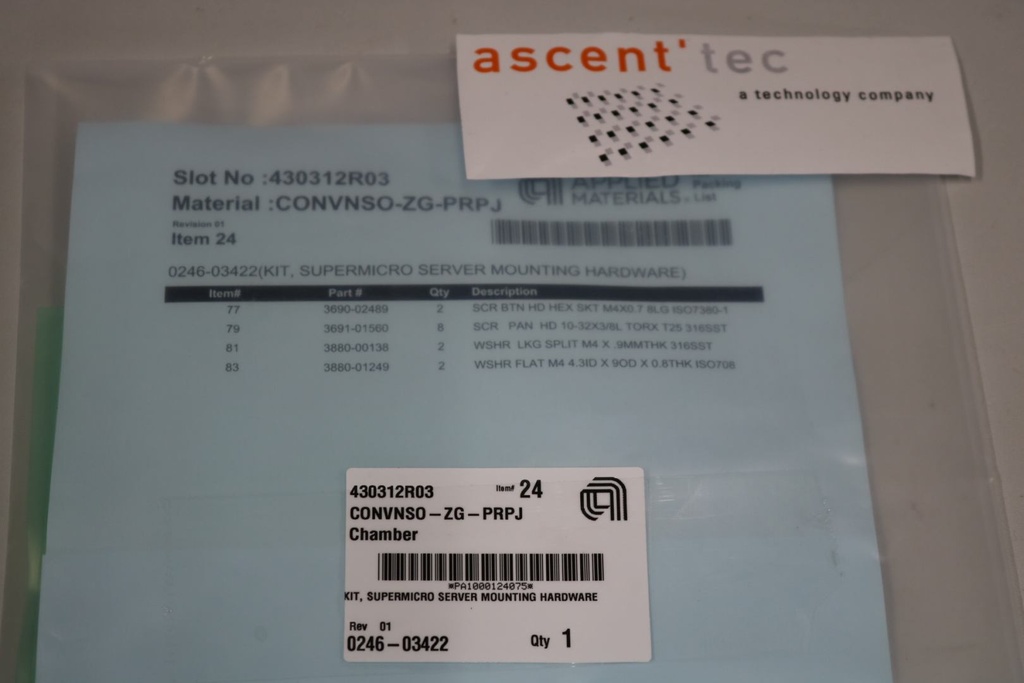 ascent' tec
a technology company
Slot No :430312R03
Material :CONVNSO-ZG-PRPJ
Revision 01
Item 24
APPLIED MATERIALS.
Packing List
0246-03422(KIT, SUPERMICRO SERVER MOUNTING HARDWARE)
Item# Part # Qty Description
77 3690-02489 2 SCR BTN HD HEX SKT M4X0.7 8LG ISO7380-1
79 3691-01560 8 SCR PAN HD 10-32X3/8L TORX T25 316SST
81 3880-00138 2 WSHR LKG SPLIT M4 X .9MMTHK 316SST
83 3880-01249 2 WSHR FLAT M4 4.3ID X 9OD X 0.8THK ISO706
430312R03 Item# 24
CONVNSO-ZG-PRPJ
Chamber
*PA1000124075*
KIT, SUPERMICRO SERVER MOUNTING HARDWARE
Rev 01
0246-03422 Qty 1